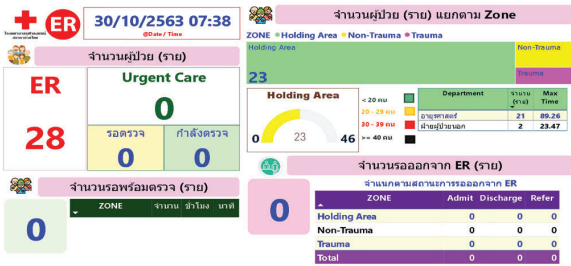 ER
30/10/2563 07:38
@Date / Time
จำนวนผู้ป่วย (ราย)
ER
28
Urgent Care
0
รอตรวจ
0
กำลังตรวจ
0
จำนวนรอพร้อมตรวจ (ราย)
0
ZONE จำนวน ชั่วโมง นาที
จำนวนผู้ป่วย (ราย) แยกตาม Zone
ZONE Holding Area Non-Trauma Trauma
Holding Area
23
Non-Trauma
Trauma
Holding Area
0 23 46
< 20 คน
20 - 29 คน
30 - 39 คน
>= 40 คน
Department จำนวน (ราย) Max Time
อายุรศาสตร์ 21 89.26
ฝ่ายผู้ป่วยนอก 2 23.47
จำนวนรอออกจาก ER (ราย)
0
จำแนกตามสถานะการรอออกจาก ER
ZONE Admit Discharge Refer
Holding Area 0 0 0
Non-Trauma 0 0 0
Trauma 0 0 0
Total 0 0 0